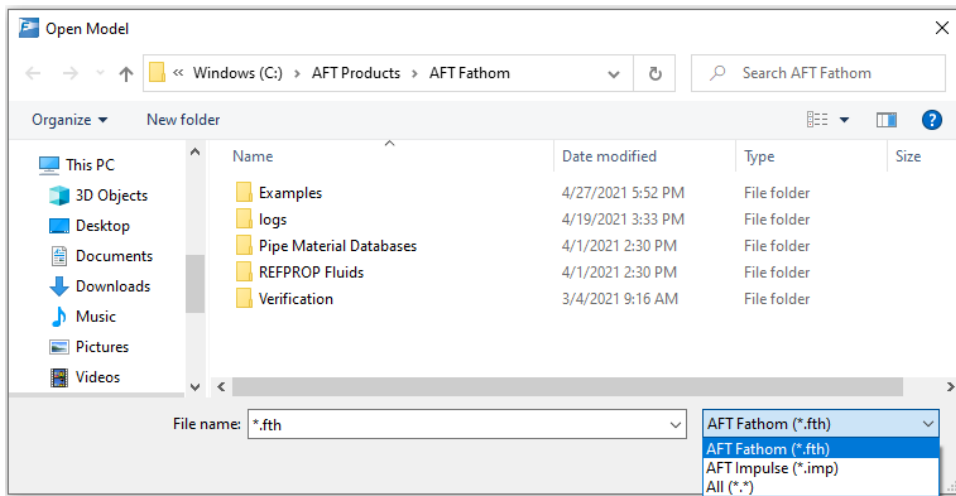 Open Model
« Windows (C:) › AFT Products › AFT Fathom
Search AFT Fathom
Organize
New folder
?
Name Date modified Type Size
This PC
3D Objects
Desktop
Documents
Downloads
Music
Pictures
Videos
Examples 4/27/2021 5:52 PM File folder
logs 4/19/2021 3:33 PM File folder
Pipe Material Databases 4/1/2021 2:30 PM File folder
REFPROP Fluids 4/1/2021 2:30 PM File folder
Verification 3/4/2021 9:16 AM File folder
File name: *.fth
AFT Fathom (*.fth)
AFT Fathom (*.fth)
AFT Impulse (*.imp)
All (*.*)